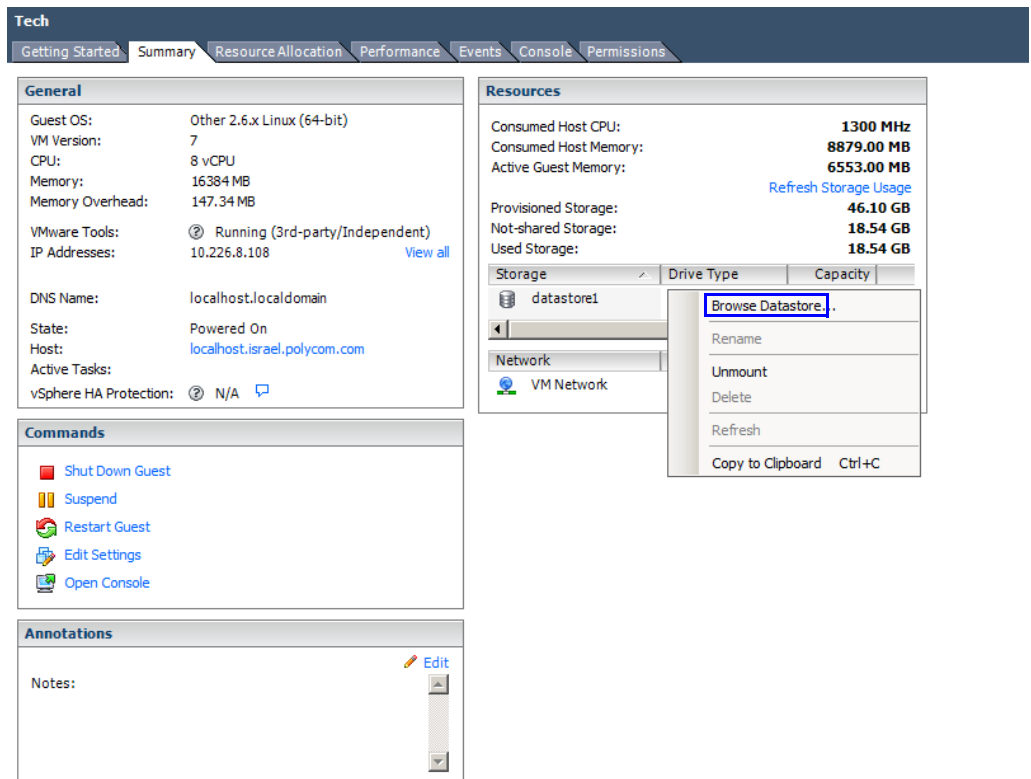 Tech
Getting Started Summary Resource Allocation Performance Events Console Permissions
General
Guest OS: Other 2.6.x Linux (64-bit)
VM Version: 7
CPU: 8 vCPU
Memory: 16384 MB
Memory Overhead: 147.34 MB
VMware Tools: Running (3rd-party/Independent)
IP Addresses: 10.226.8.108 View all
DNS Name: localhost.localdomain
State: Powered On
Host: localhost.israel.polycom.com
Active Tasks:
vSphere HA Protection: N/A
Commands
Shut Down Guest
Suspend
Restart Guest
Edit Settings
Open Console
Annotations
Edit
Notes:
Resources
Consumed Host CPU: 1300 MHz
Consumed Host Memory: 8879.00 MB
Active Guest Memory: 6553.00 MB
Refresh Storage Usage
Provisioned Storage: 46.10 GB
Not-shared Storage: 18.54 GB
Used Storage: 18.54 GB
Storage Drive Type Capacity
datastore1
Network
VM Network
Browse Datastore...
Rename
Unmount
Delete
Refresh
Copy to Clipboard Ctrl+C